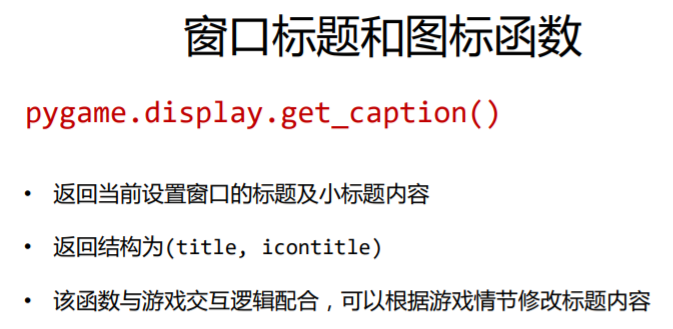 窗口标题和图标函数
pygame.display.get_caption()
• 返回当前设置窗口的标题及小标题内容
• 返回结构为(title, icontitle)
• 该函数与游戏交互逻辑配合，可以根据游戏情节修改标题内容